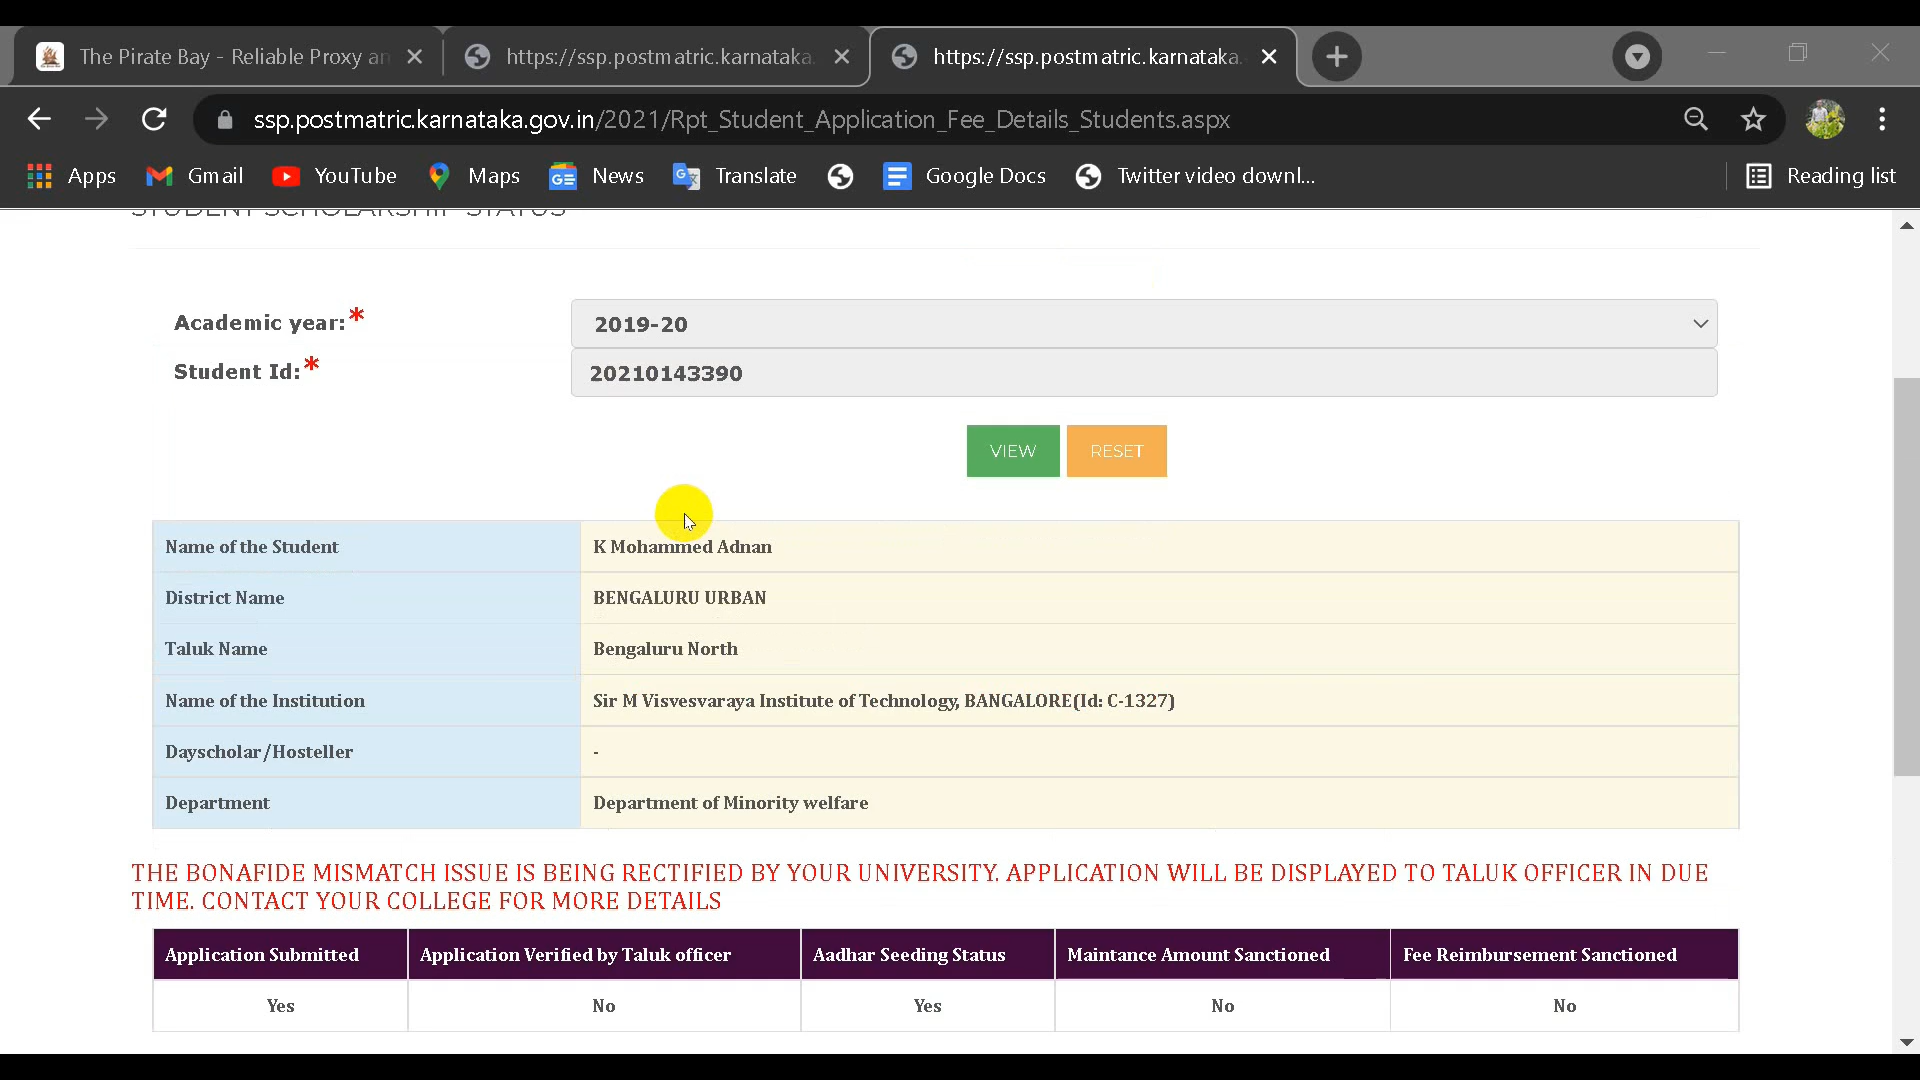 The Pirate Bay - Reliable Proxy an
https://ssp.postmatric.karnataka.
https://ssp.postmatric.karnataka.
ssp.postmatric.karnataka.gov.in/2021/Rpt_Student_Application_Fee_Details_Students.aspx
Apps
Gmail
YouTube
Maps
News
Translate
Google Docs
Twitter video downl...
Reading list
STUDENT SCHOLARSHIP STATUS
Academic year:*
2019-20
Student Id:*
20210143390
VIEW
RESET
Name of the Student
K Mohammed Adnan
District Name
BENGALURU URBAN
Taluk Name
Bengaluru North
Name of the Institution
Sir M Visvesvaraya Institute of Technology, BANGALORE(Id: C-1327)
Dayscholar/Hosteller
-
Department
Department of Minority welfare
THE BONAFIDE MISMATCH ISSUE IS BEING RECTIFIED BY YOUR UNIVERSITY. APPLICATION WILL BE DISPLAYED TO TALUK OFFICER IN DUE
TIME. CONTACT YOUR COLLEGE FOR MORE DETAILS
Application Submitted
Application Verified by Taluk officer
Aadhar Seeding Status
Maintance Amount Sanctioned
Fee Reimbursement Sanctioned
Yes
No
Yes
No
No